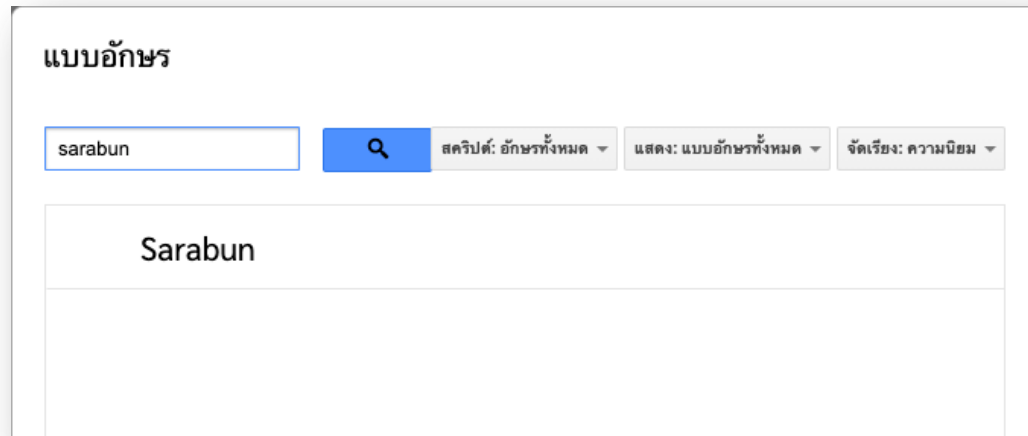 แบบอักษร
sarabun
สคริปต์: อักษรทั้งหมด
แสดง: แบบอักษรทั้งหมด
จัดเรียง: ความนิยม
Sarabun